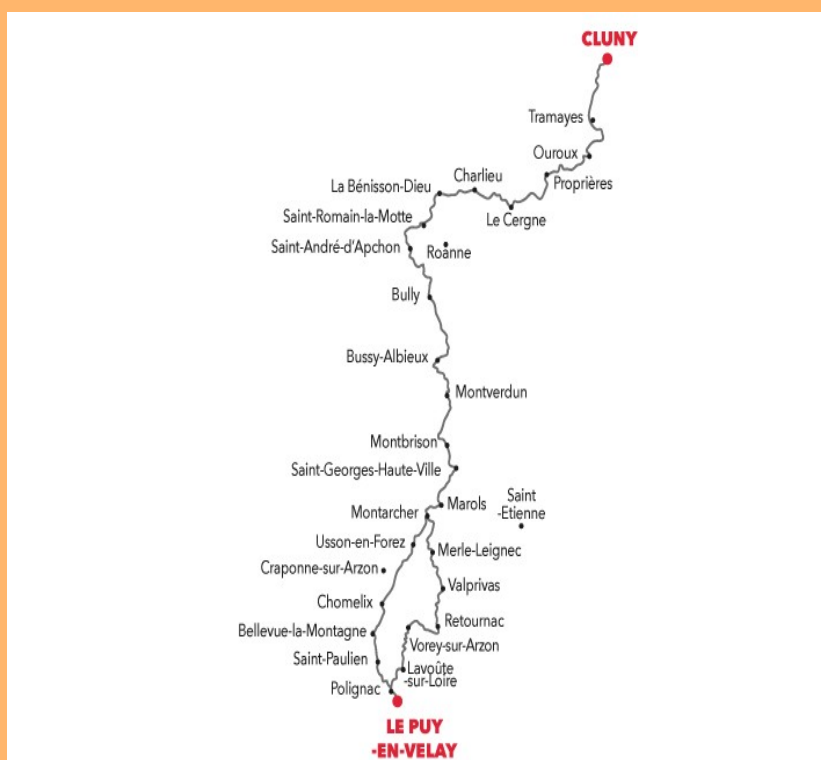 CLUNY
Tramayes
Ouroux
Proprières
Charlieu
La Bénisson-Dieu
Le Cergne
Saint-Romain-la-Motte
Saint-André-d'Apchon
Roanne
Bully
Bussy-Albieux
Montverdun
Montbrison
Saint-Georges-Haute-Ville
Marols
Saint
-Etienne
Montarcher
Usson-en-Forez
Merle-Leignec
Craponne-sur-Arzon
Valprivas
Chomelix
Retournac
Bellevue-la-Montagne
Vorey-sur-Arzon
Saint-Paulien
Lavoûte
-sur-Loire
Polignac
LE PUY
-EN-VELAY